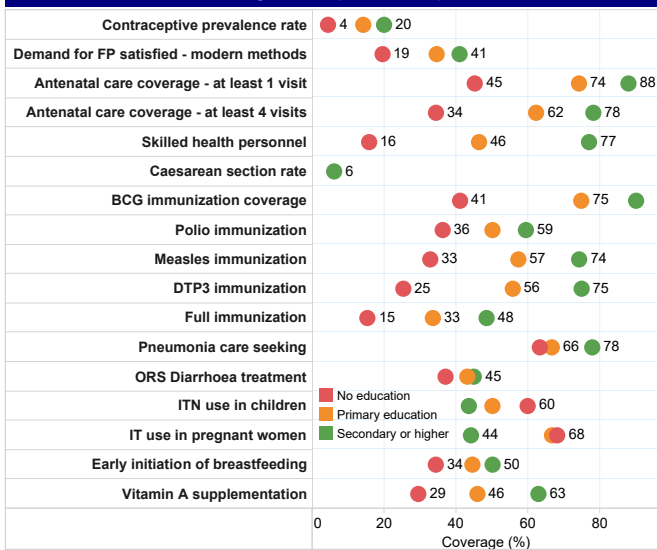 Contraceptive prevalence rate 4 20
Demand for FP satisfied - modern methods 19 41
Antenatal care coverage - at least 1 visit 45 74 88
Antenatal care coverage - at least 4 visits 34 62 78
Skilled health personnel 16 46 77
Caesarean section rate 6
BCG immunization coverage 41 75
Polio immunization 36 59
Measles immunization 33 57 74
DTP3 immunization 25 56 75
Full immunization 15 33 48
Pneumonia care seeking 66 78
ORS Diarrhoea treatment 45
No education
ITN use in children 60
Primary education
IT use in pregnant women 44 68
Secondary or higher
Early initiation of breastfeeding 34 50
Vitamin A supplementation 29 46 63
0 20 40 60 80
Coverage (%)